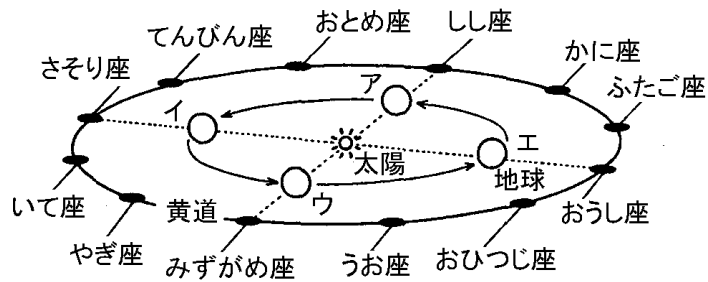 おとめ座
しし座
てんびん座
かに座
さそり座
ア
ふたご座
イ
エ
太陽
地球
ウ
いて座
黄道
おうし座
やぎ座
みずがめ座
うお座
おひつじ座